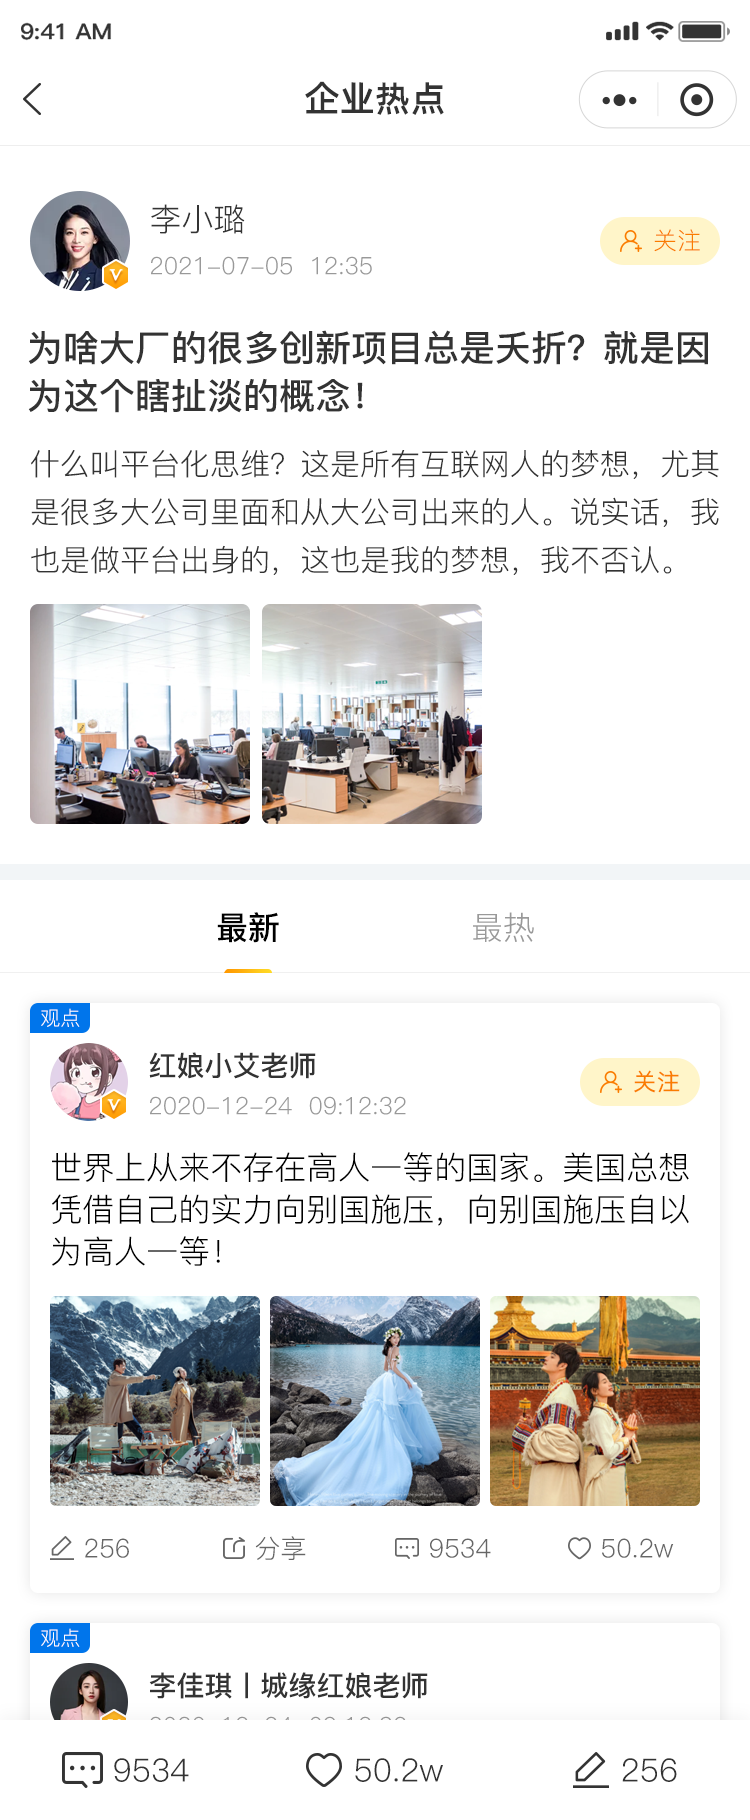 9:41 AM
企业热点
李小璐
2021-07-05 12:35
关注
为啥大厂的很多创新项目总是夭折？就是因
为这个瞎扯淡的概念！
什么叫平台化思维？这是所有互联网人的梦想，尤其
是很多大公司里面和从大公司出来的人。说实话，我
也是做平台出身的，这也是我的梦想，我不否认。
最新 最热
观点
红娘小艾老师
2020-12-24 09:12:32
关注
世界上从来不存在高人一等的国家。美国总想
凭借自己的实力向别国施压，向别国施压自以
为高人一等！
256 分享 9534 50.2w
观点
李佳琪丨城缘红娘老师
9534 50.2w 256